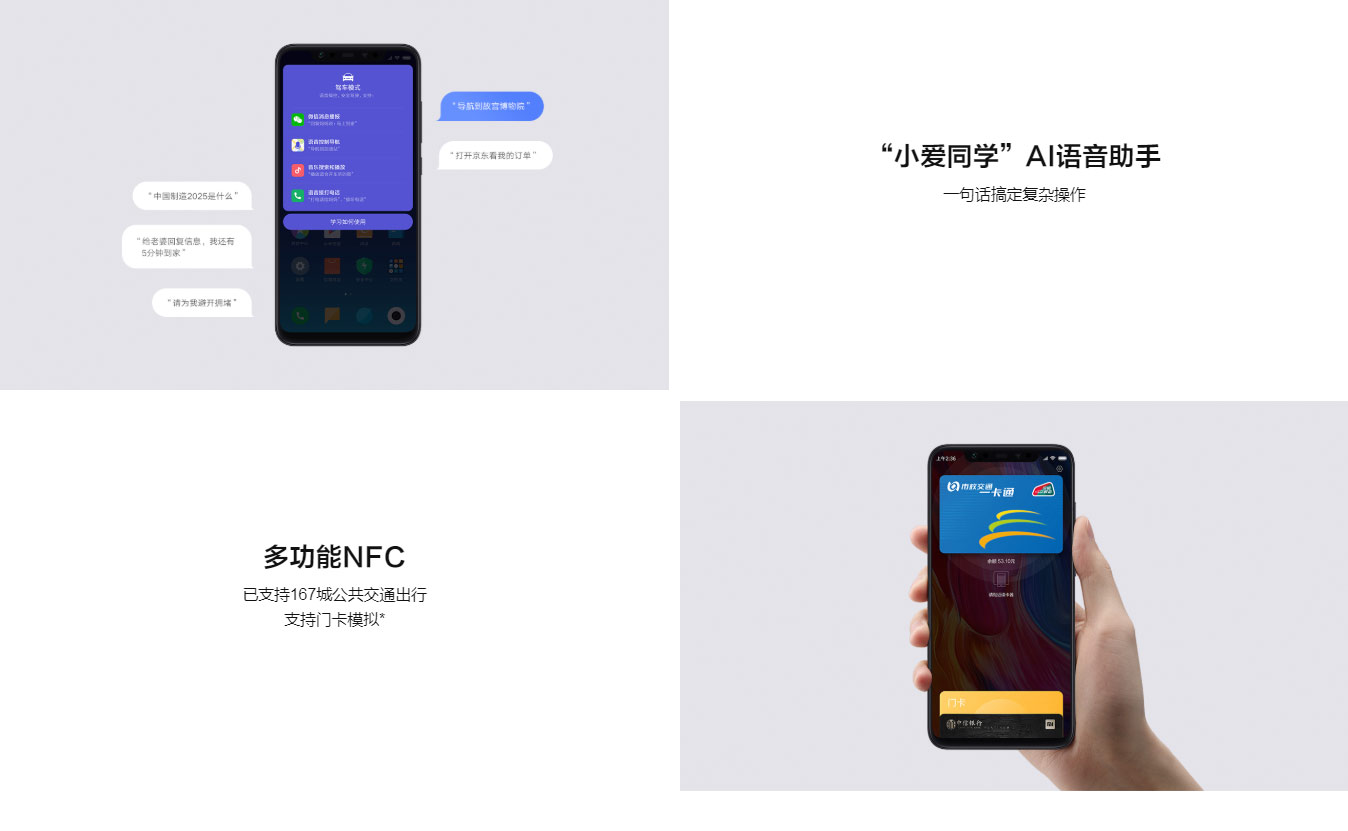 驾车模式
微信消息播报
语音控制导航
音乐搜索和播放
语音拨打电话
学习如何使用
“导航到故宫博物院”
“打开京东看我的订单”
“中国制造2025是什么”
“给老婆回复信息，我还有
5分钟到家”
“请为我避开拥堵”
“小爱同学”AI语音助手
一句话搞定复杂操作
多功能NFC
已支持167城公共交通出行
支持门卡模拟*
上午2:36
市政交通
一卡通
余额 53.10元
请靠近读卡器
门卡
中信银行
MI